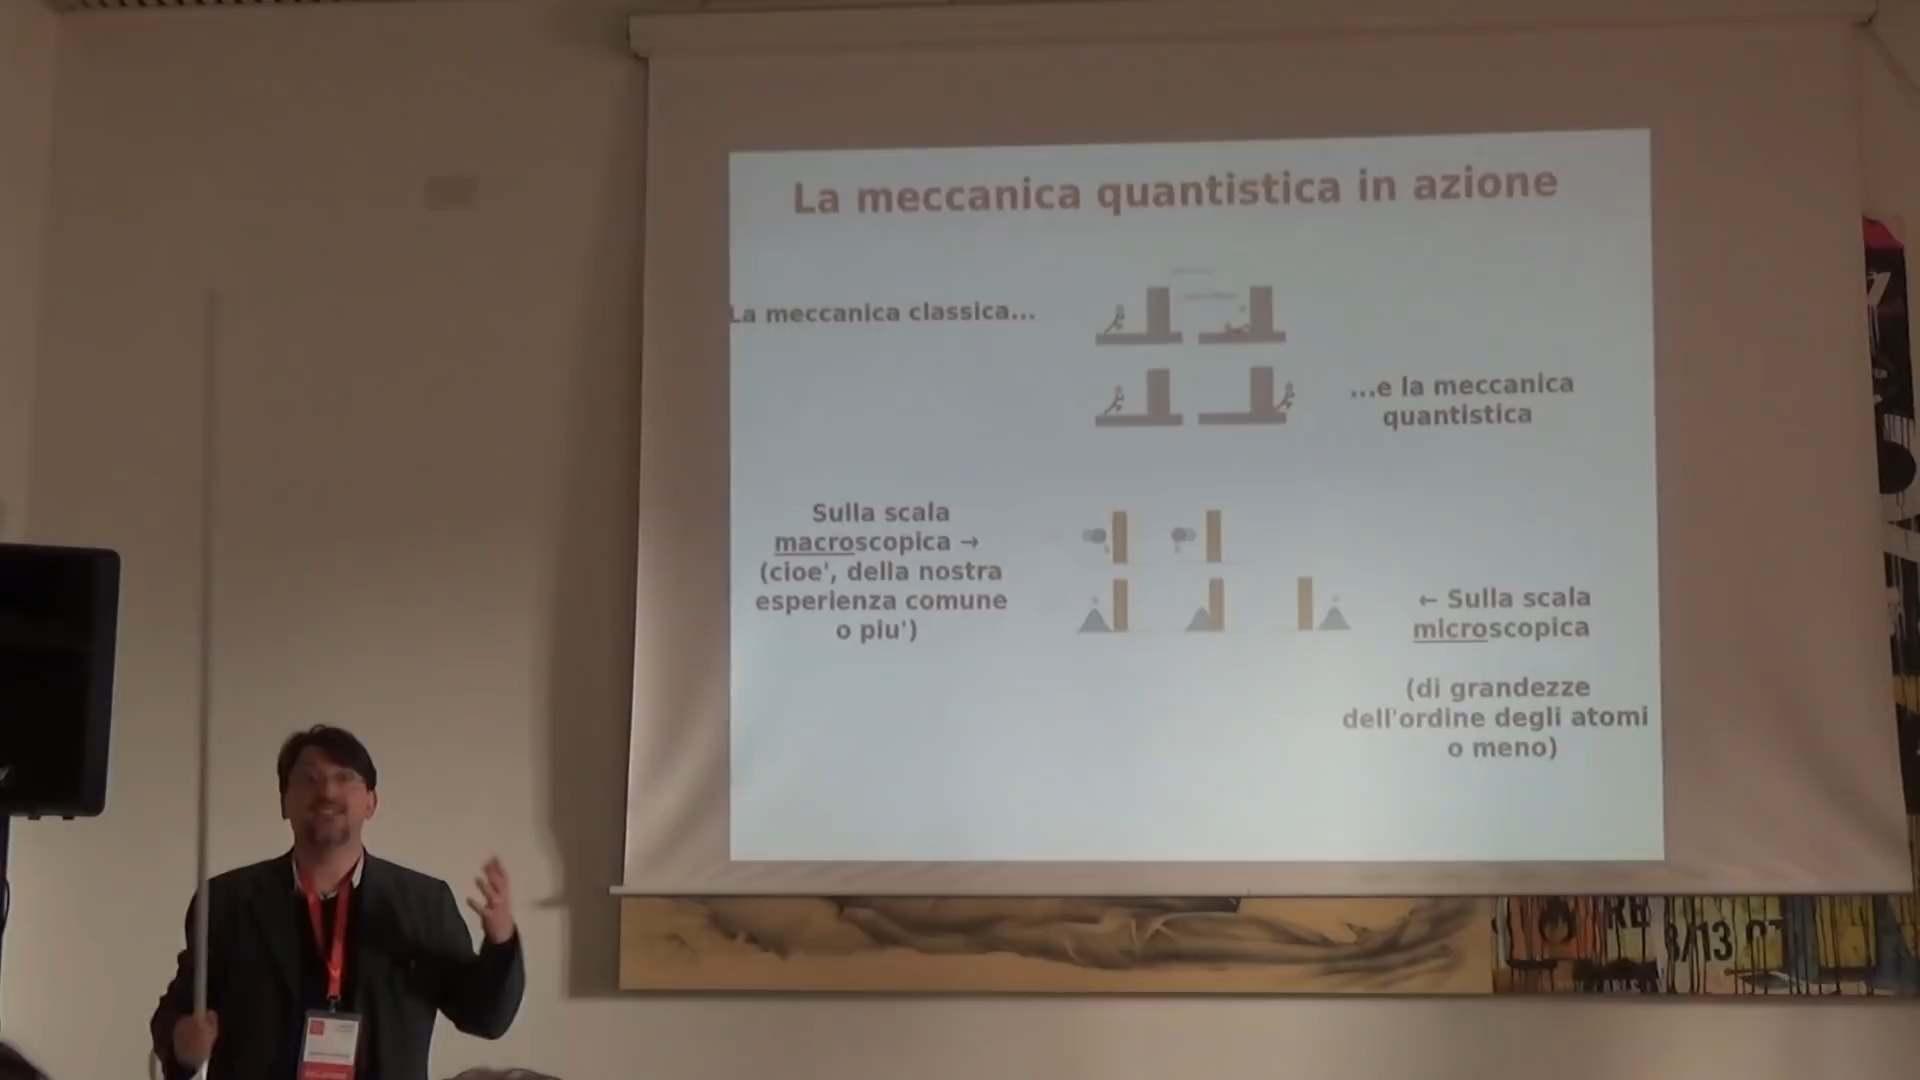 La meccanica quantistica in azione
La meccanica classica...
...e la meccanica
quantistica
Sulla scala
macroscopica →
(cioe', della nostra
esperienza comune
o piu')
← Sulla scala
microscopica
(di grandezze
dell'ordine degli atomi
o meno)